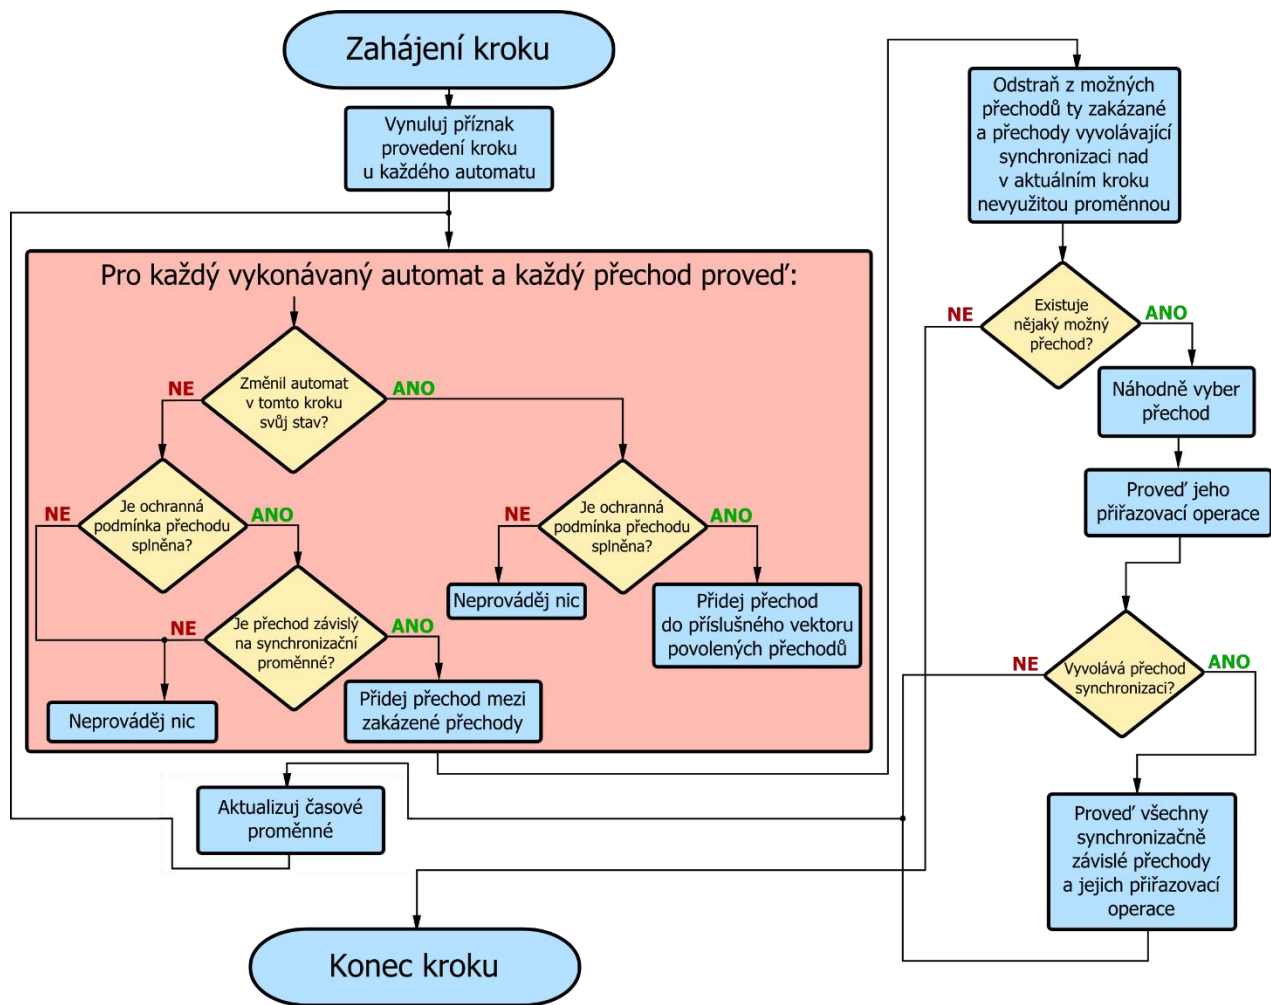 Zahájení kroku
Vynuluj příznak
provedení kroku
u každého automatu
Pro každý vykonávaný automat a každý přechod proveď:
Změnil automat
v tomto kroku
svůj stav?
NE
ANO
Je ochranná
podmínka přechodu
splněna?
NE
ANO
Je přechod závislý
na synchronizační
proměnné?
NE
ANO
Neprováděj nic
Přidej přechod mezi
zakázené přechody
Je ochranná
podmínka přechodu
splněna?
NE
ANO
Neprováděj nic
Přidej přechod
do příslušného vektoru
povolených přechodů
Odstraň z možných
přechodů ty zakázané
a přechody vyvolávající
synchronizaci nad
v aktuálním kroku
nevyužitou proměnnou
Existuje
nějaký možný
přechod?
NE
ANO
Náhodně vyber
přechod
Proveď jeho
přiřazovací operace
Vyvolává přechod
synchronizaci?
NE
ANO
Proveď všechny
synchronizačně
závislé přechody
a jejich přiřazovací
operace
Aktualizuj časové
proměnné
Konec kroku